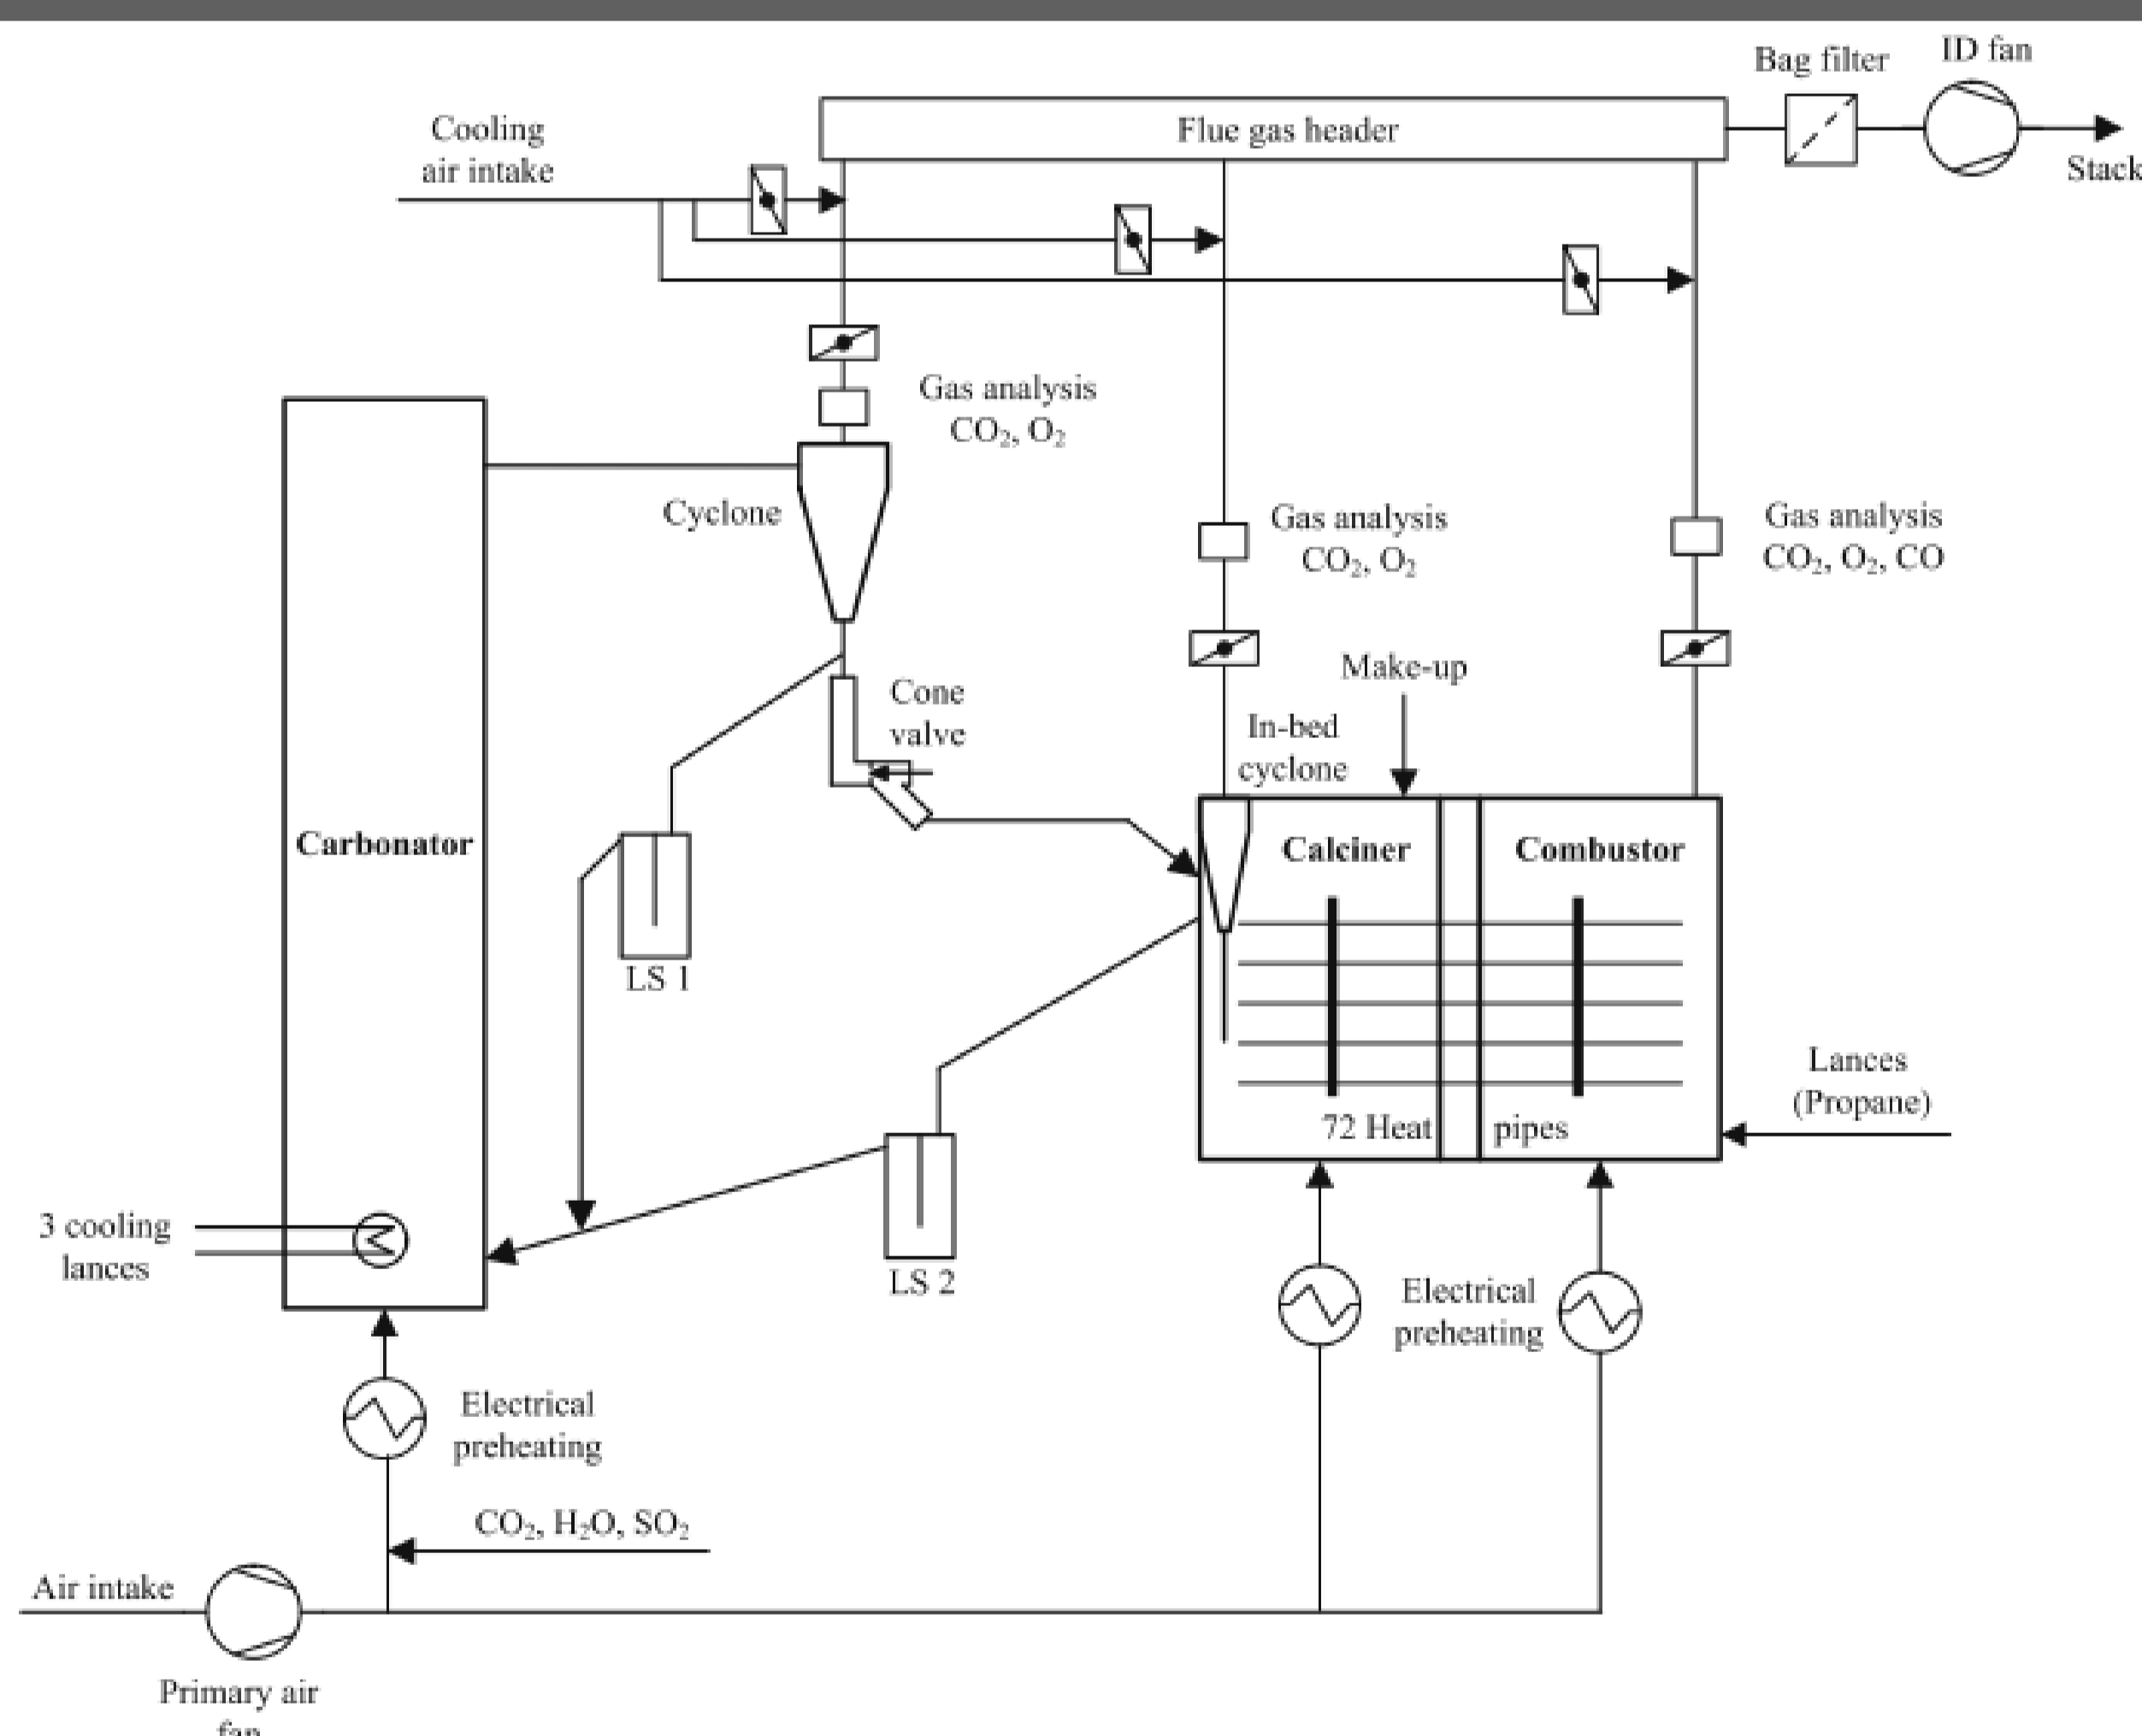 Bag filter
ID fan
Cooling
air intake
Flue gas header
Stack
Gas analysis
CO₂, O₂
Cyclone
Gas analysis
CO₂, O₂
Gas analysis
CO₂, O₂, CO
Make-up
Cone
valve
In-bed
cyclone
Carbonator
Calciner
Combustor
LS 1
Lances
(Propane)
72 Heat pipes
3 cooling
lances
LS 2
Electrical
preheating
Electrical
preheating
CO₂, H₂O, SO₂
Air intake
Primary air
fan